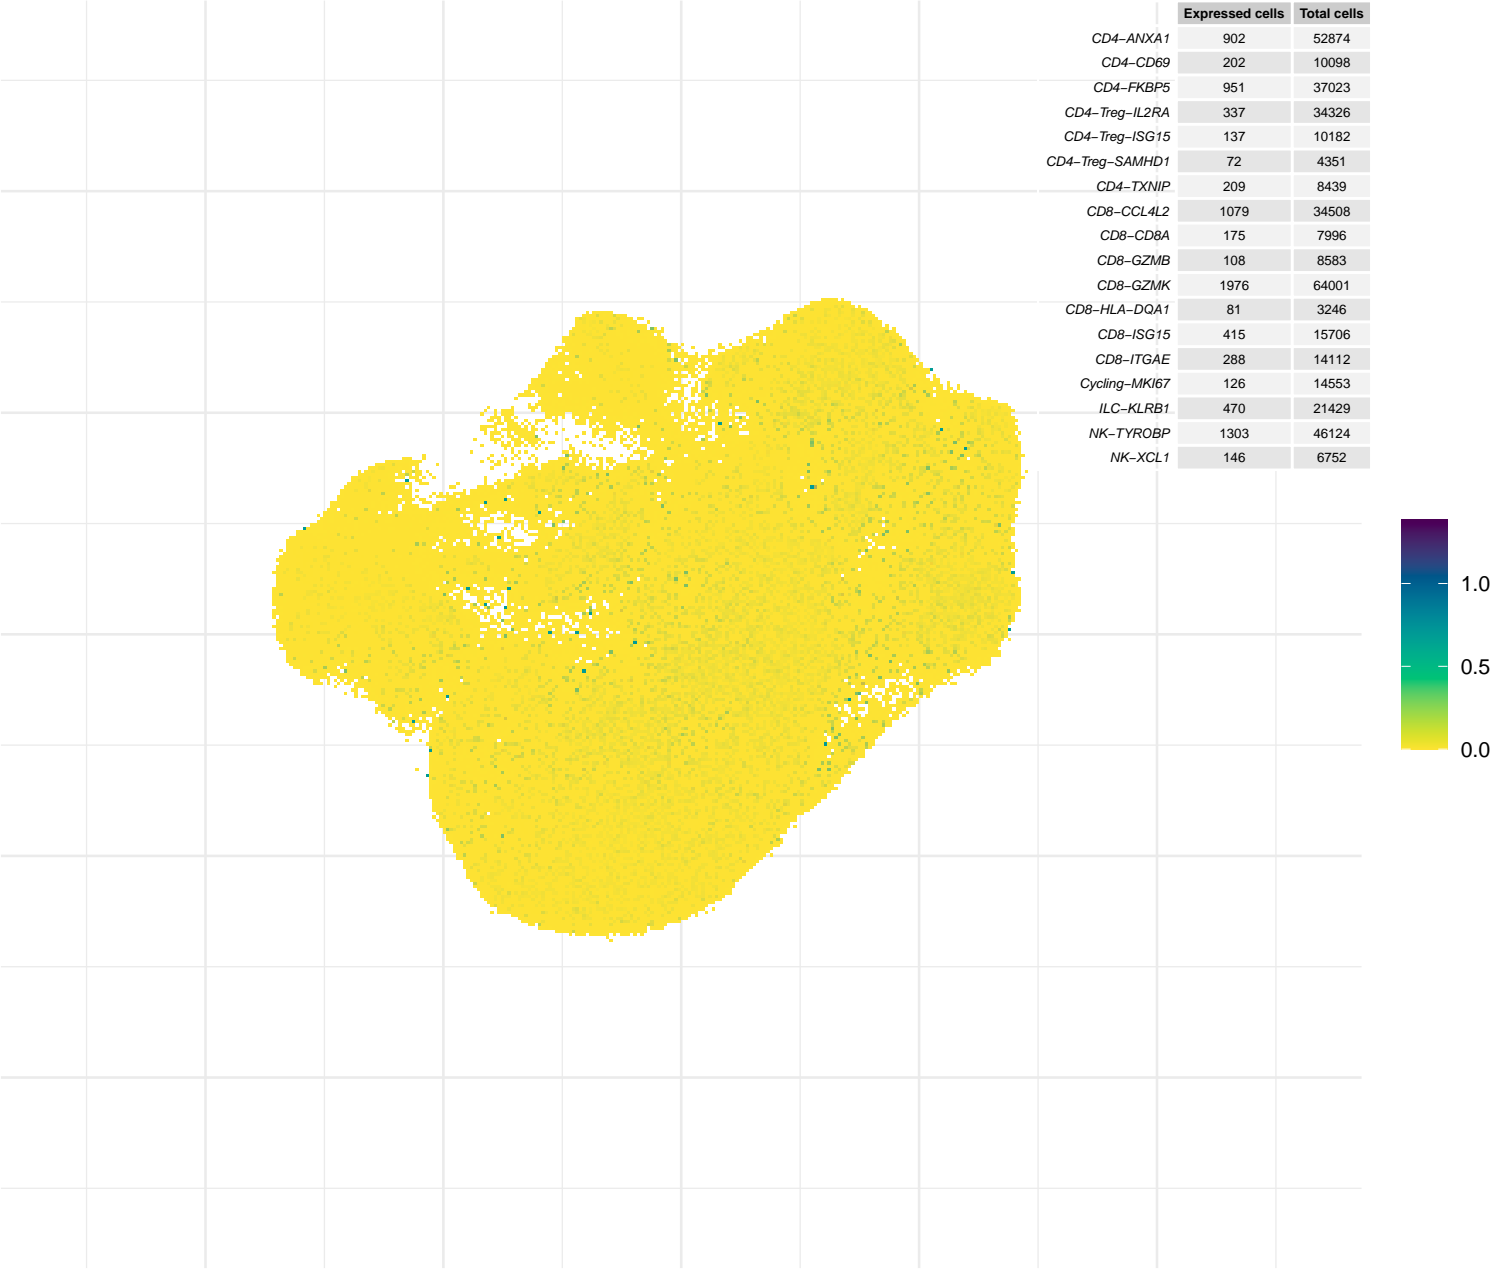 Expressed cells Total cells
CD4−ANXA1 902 52874
CD4−CD69 202 10098
CD4−FKBP5 951 37023
CD4−Treg−IL2RA 337 34326
CD4−Treg−ISG15 137 10182
CD4−Treg−SAMHD1 72 4351
CD4−TXNIP 209 8439
CD8−CCL4L2 1079 34508
CD8−CD8A 175 7996
CD8−GZMB 108 8583
CD8−GZMK 1976 64001
CD8−HLA−DQA1 81 3246
CD8−ISG15 415 15706
CD8−ITGAE 288 14112
Cycling−MKI67 126 14553
ILC−KLRB1 470 21429
NK−TYROBP 1303 46124
NK−XCL1 146 6752
1.0
0.5
0.0